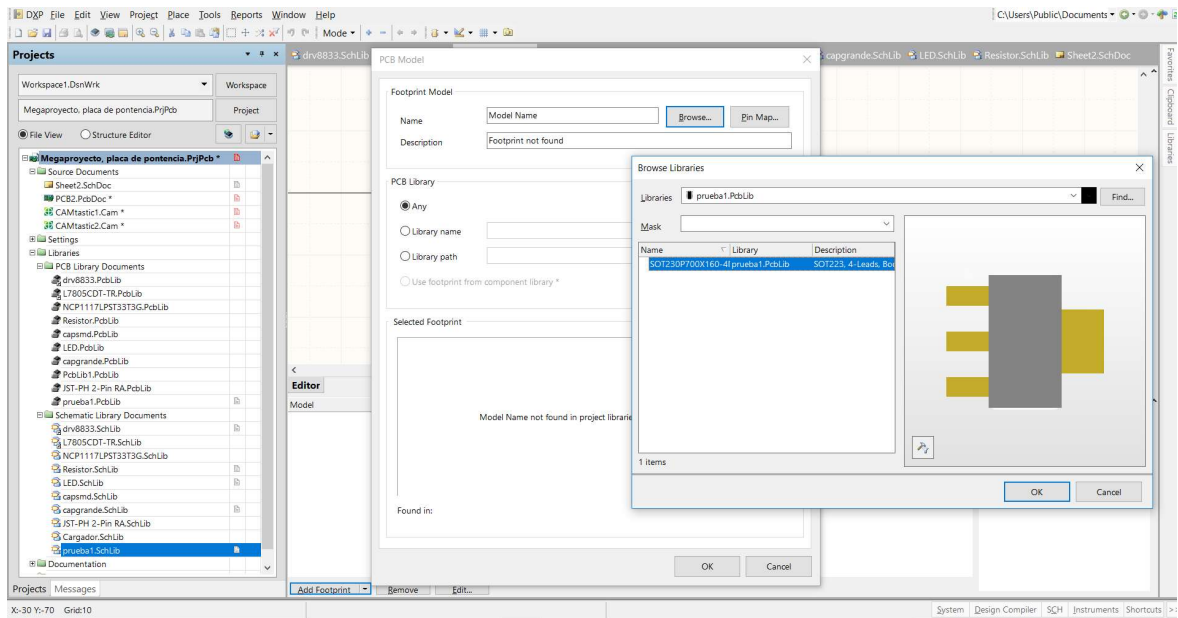 DXP File Edit View Project Place Tools Reports Window Help
C:\Users\Public\Documents
Mode
Projects
drv8833.SchLib
capgrande.SchLib LED.SchLib Resistor.SchLib Sheet2.SchDoc
Workspace1.DsnWrk
Workspace
Megaproyecto, placa de pontencia.PrjPcb
Project
File View
Structure Editor
Megaproyecto, placa de pontencia.PrjPcb *
Source Documents
Sheet2.SchDoc
PCB2.PcbDoc *
CAMtastic1.Cam *
CAMtastic2.Cam *
Settings
Libraries
PCB Library Documents
drv8833.PcbLib
L7805CDT-TR.PcbLib
NCP1117LPST33T3G.PcbLib
Resistor.PcbLib
capsmd.PcbLib
LED.PcbLib
capgrande.PcbLib
PcbLib1.PcbLib
JST-PH 2-Pin RA.PcbLib
prueba1.PcbLib
Schematic Library Documents
drv8833.SchLib
L7805CDT-TR.SchLib
NCP1117LPST33T3G.SchLib
Resistor.SchLib
LED.SchLib
capsmd.SchLib
capgrande.SchLib
JST-PH 2-Pin RA.SchLib
Cargador.SchLib
prueba1.SchLib
Documentation
Projects Messages
Editor
Model
Add Footprint
Remove
Edit...
PCB Model
Footprint Model
Name
Model Name
Browse...
Pin Map...
Description
Footprint not found
PCB Library
Any
Library name
Library path
Use footprint from component library *
Selected Footprint
Model Name not found in project librarie
Found in:
OK
Cancel
Browse Libraries
Libraries
prueba1.PcbLib
Find...
Mask
Name
Library
Description
SOT230P700X160-4
prueba1.PcbLib
SOT223, 4-Leads, Bo
1 items
OK
Cancel
Favorites
Clipboard
Libraries
X:-30 Y:-70 Grid:10
System
Design Compiler
SCH
Instruments
Shortcuts
>>